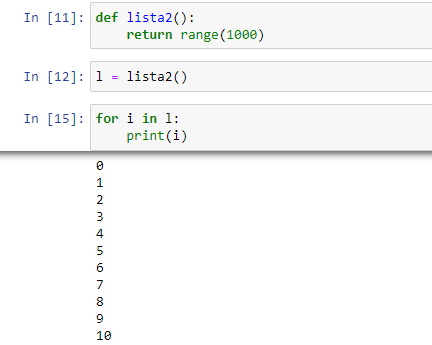 In [11]: def lista2():
    return range(1000)
In [12]: l = lista2()
In [15]: for i in l:
    print(i)
0
1
2
3
4
5
6
7
8
9
10